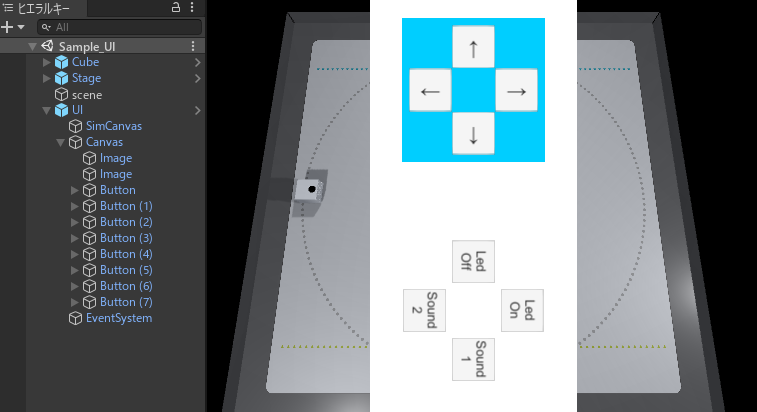 ヒエラルキー
All
Sample_UI
Cube
Stage
scene
UI
SimCanvas
Canvas
Image
Image
Button
Button (1)
Button (2)
Button (3)
Button (4)
Button (5)
Button (6)
Button (7)
EventSystem
↑
← →
↓
Led
Off
Sound
2
Led
On
Sound
1